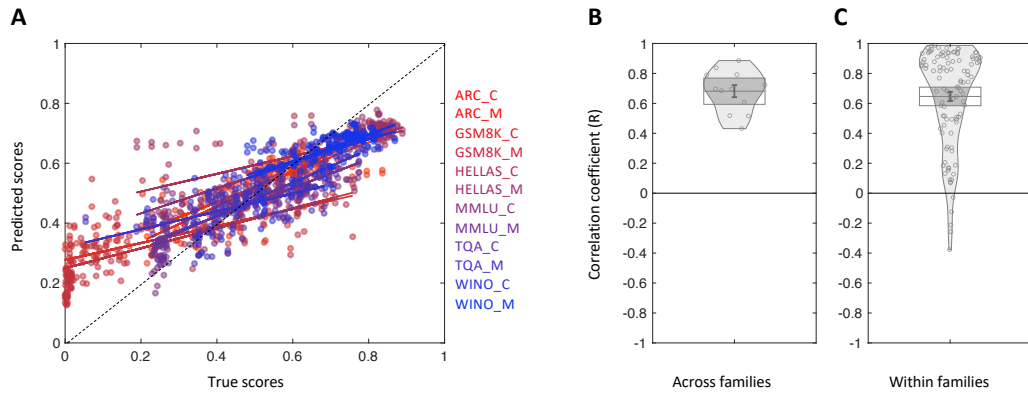 A
Predicted scores
1
0.8
0.6
0.4
0.2
0
0
0.2
0.4
0.6
0.8
1
True scores
ARC_C
ARC_M
GSM8K_C
GSM8K_M
HELLAS_C
HELLAS_M
MMLU_C
MMLU_M
TQA_C
TQA_M
WINO_C
WINO_M
B
Correlation coefficient (R)
1
0.8
0.6
0.4
0.2
0
-0.2
-0.4
-0.6
-0.8
-1
Across families
C
1
0.8
0.6
0.4
0.2
0
-0.2
-0.4
-0.6
-0.8
-1
Within families